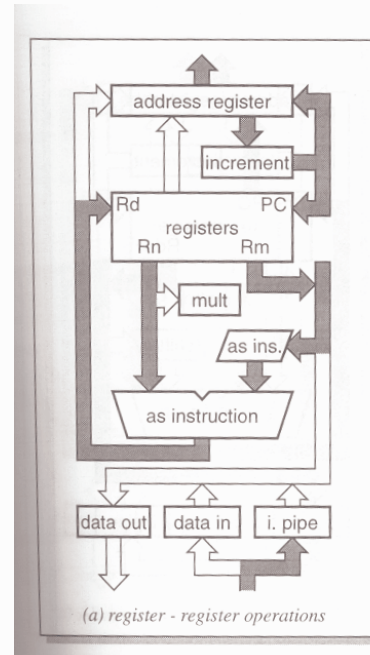 address register
increment
Rd PC
registers
Rn Rm
mult
as ins.
as instruction
data out data in i. pipe
(a) register - register operations